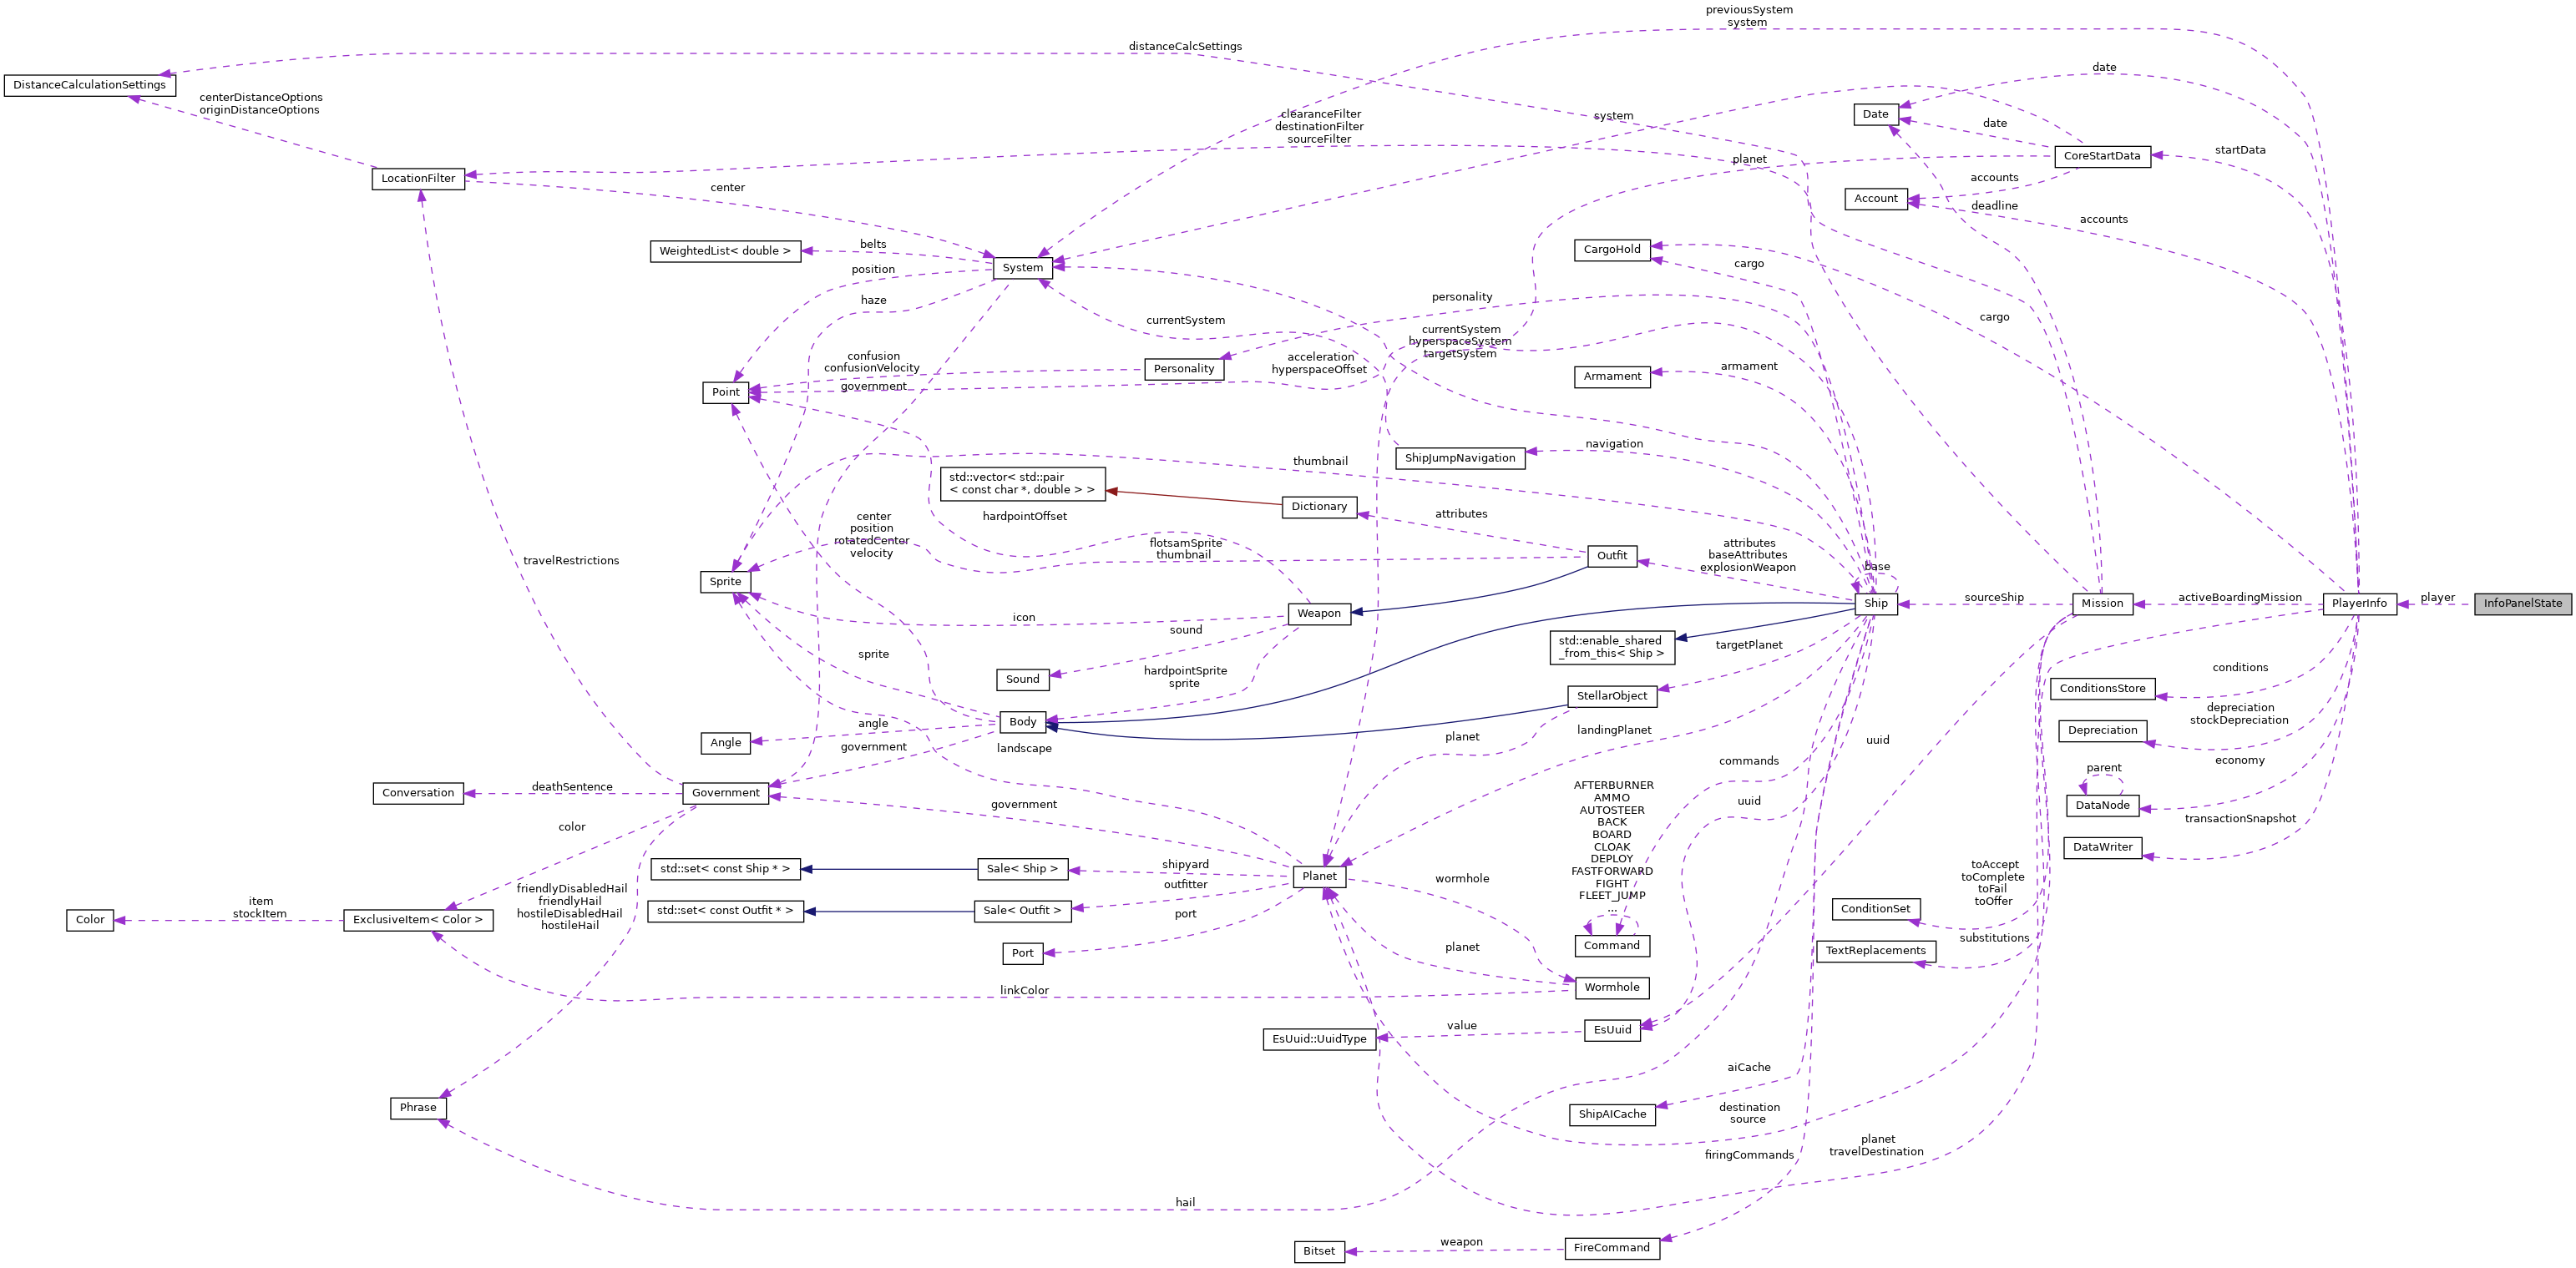 previousSystem
system
distanceCalcSettings
date
DistanceCalculationSettings
centerDistanceOptions
originDistanceOptions
clearanceFilter
destinationFilter
sourceFilter
system
Date
date
CoreStartData
startData
planet
LocationFilter
center
accounts
Account
deadline
accounts
WeightedList< double >
belts
CargoHold
cargo
System
position
haze
personality
cargo
currentSystem
currentSystem
hyperspaceSystem
targetSystem
confusion
confusionVelocity
government
acceleration
hyperspaceOffset
Personality
Armament
armament
Point
navigation
ShipJumpNavigation
thumbnail
std::vector< std::pair
< const char *, double > >
Dictionary
attributes
hardpointOffset
center
position
rotatedCenter
velocity
flotsamSprite
thumbnail
Outfit
attributes
baseAttributes
explosionWeapon
base
travelRestrictions
Sprite
icon
Weapon
Ship
sourceShip
Mission
activeBoardingMission
PlayerInfo
player
InfoPanelState
sound
std::enable_shared
_from_this< Ship >
targetPlanet
sprite
Sound
hardpointSprite
sprite
StellarObject
conditions
ConditionsStore
depreciation
stockDepreciation
Depreciation
Body
angle
Angle
government
landscape
planet
landingPlanet
uuid
commands
economy
parent
DataNode
Conversation
deathSentence
Government
government
AFTERBURNER
AMMO
AUTOSTEER
BACK
BOARD
CLOAK
DEPLOY
FASTFORWARD
FIGHT
FLEET_JUMP
...
uuid
transactionSnapshot
DataWriter
color
std::set< const Ship * >
Sale< Ship >
shipyard
Planet
wormhole
outfitter
toAccept
toComplete
toFail
toOffer
friendlyDisabledHail
friendlyHail
hostileDisabledHail
hostileHail
std::set< const Outfit * >
Sale< Outfit >
port
ConditionSet
Color
item
stockItem
ExclusiveItem< Color >
Port
planet
Command
substitutions
TextReplacements
linkColor
Wormhole
value
EsUuid
EsUuid::UuidType
aiCache
Phrase
ShipAICache
destination
source
planet
travelDestination
firingCommands
hail
Bitset
weapon
FireCommand